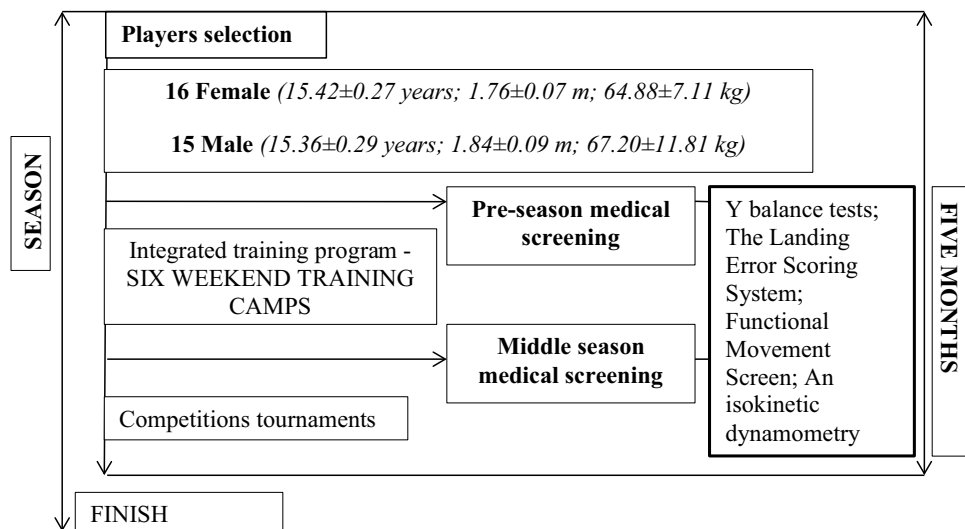 Players selection
16 Female (15.42±0.27 years; 1.76±0.07 m; 64.88±7.11 kg)
15 Male (15.36±0.29 years; 1.84±0.09 m; 67.20±11.81 kg)
SEASON
Pre-season medical
screening
Integrated training program -
SIX WEEKEND TRAINING
CAMPS
Middle season
medical screening
Competitions tournaments
Y balance tests;
The Landing
Error Scoring
System;
Functional
Movement
Screen; An
isokinetic
dynamometry
FIVE MONTHS
FINISH